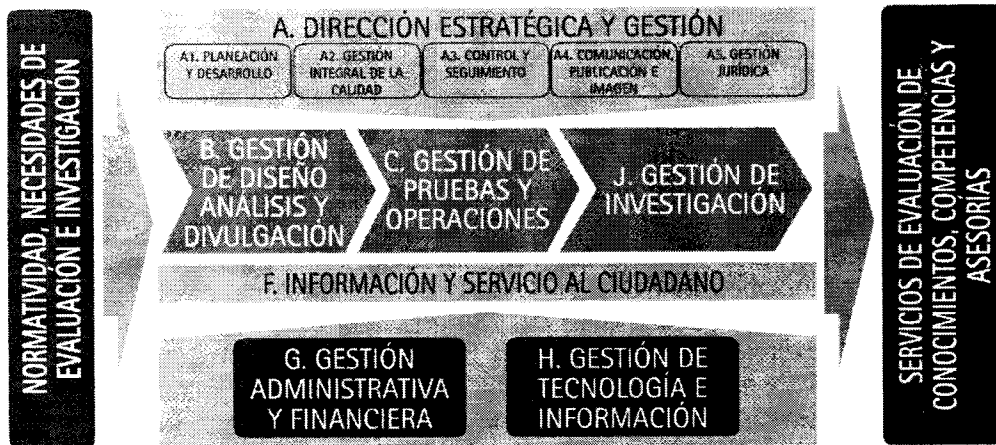 NORMATIVIDAD, NECESIDADES DE
EVALUACIÓN E INVESTIGACIÓN
A. DIRECCIÓN ESTRATÉGICA Y GESTIÓN
A1. PLANEACIÓN
Y DESARROLLO
A2. GESTIÓN
INTEGRAL DE LA
CALIDAD
A3. CONTROL Y
SEGUIMIENTO
A4. COMUNICACIÓN,
PUBLICACIÓN E
IMAGEN
A5. GESTIÓN
JURÍDICA
B. GESTIÓN
DE DISEÑO
ANÁLISIS Y
DIVULGACIÓN
C. GESTIÓN DE
PRUEBAS Y
OPERACIONES
J. GESTIÓN DE
INVESTIGACIÓN
F. INFORMACIÓN Y SERVICIO AL CIUDADANO
G. GESTIÓN
ADMINISTRATIVA
Y FINANCIERA
H. GESTIÓN DE
TECNOLOGÍA E
INFORMACIÓN
SERVICIOS DE EVALUACIÓN DE
CONOCIMIENTOS, COMPETENCIAS Y
ASESORÍAS